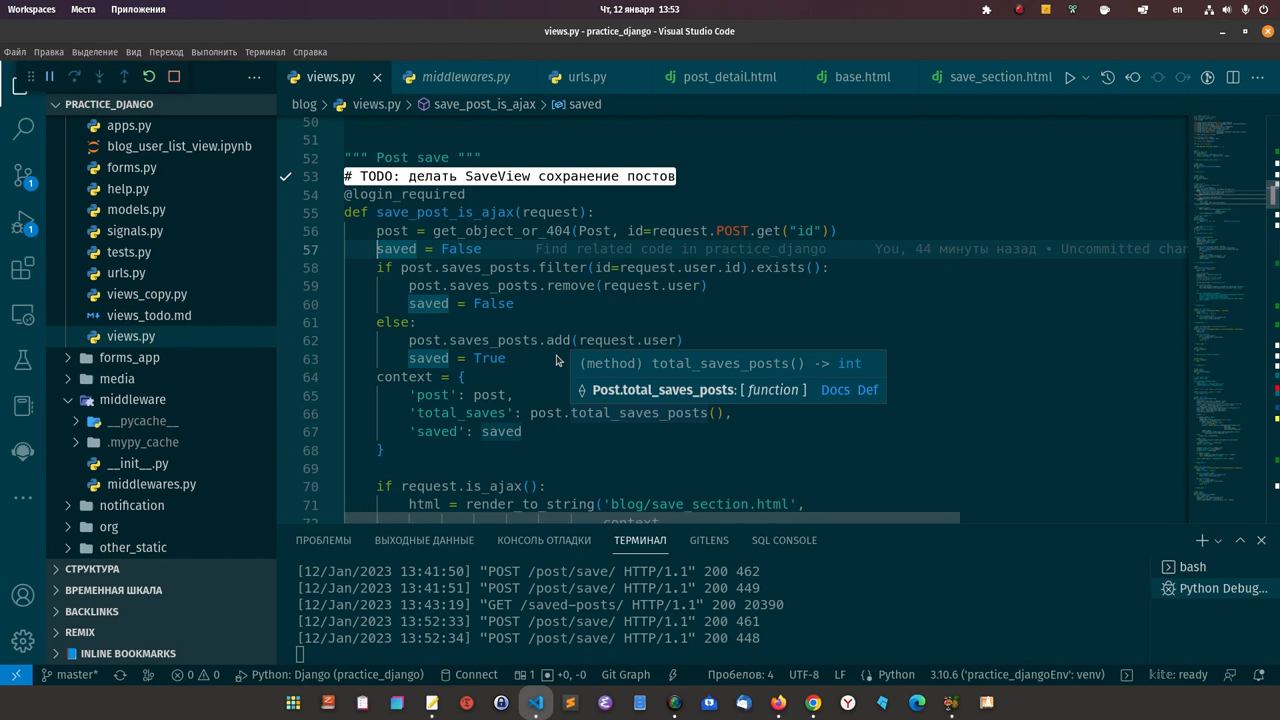 Workspaces Места Приложения Чт, 12 января 13:53 en
views.py - practice_django - Visual Studio Code
Файл Правка Выделение Вид Переход Выполнить Терминал Справка
views.py middlewares.py urls.py post_detail.html base.html save_section.html
PRACTICE_DJANGO
blog > views.py > save_post_is_ajax > saved
apps.py
blog_user_list_view.ipynb
forms.py
help.py
models.py
signals.py
tests.py
urls.py
views_copy.py
views_todo.md
views.py
forms_app
media
middleware
__pycache__
.mypy_cache
__init__.py
middlewares.py
notification
org
other_static
СТРУКТУРА
ВРЕМЕННАЯ ШКАЛА
BACKLINKS
REMIX
INLINE BOOKMARKS
1
1
50
51
52 """ Post save """
53 # TODO: делать SaveView сохранение постов
54 @login_required
55 def save_post_is_ajax(request):
56 post = get_object_or_404(Post, id=request.POST.get("id"))
57 saved = False Find related code in practice_django You, 44 минуты назад • Uncommitted chan
58 if post.saves_posts.filter(id=request.user.id).exists():
59 post.saves_posts.remove(request.user)
60 saved = False
61 else:
62 post.saves_posts.add(request.user)
63 saved = True
(method) total_saves_posts() -> int
Post.total_saves_posts: [ function ] Docs Def
64 context = {
65 'post': post,
66 'total_saves': post.total_saves_posts(),
67 'saved': saved
68 }
69
70 if request.is_ajax():
71 html = render_to_string('blog/save_section.html',
72 context
ПРОБЛЕМЫ ВЫХОДНЫЕ ДАННЫЕ КОНСОЛЬ ОТЛАДКИ ТЕРМИНАЛ GITLENS SQL CONSOLE
[12/Jan/2023 13:41:50] "POST /post/save/ HTTP/1.1" 200 462
[12/Jan/2023 13:41:51] "POST /post/save/ HTTP/1.1" 200 449
[12/Jan/2023 13:43:19] "GET /saved-posts/ HTTP/1.1" 200 20390
[12/Jan/2023 13:52:33] "POST /post/save/ HTTP/1.1" 200 461
[12/Jan/2023 13:52:34] "POST /post/save/ HTTP/1.1" 200 448
bash
Python Debug...
master* 0 0 Python: Django (practice_django) Connect 1 +0, -0 Git Graph Пробелов: 4 UTF-8 LF Python 3.10.6 ('practice_djangoEnv': venv) kite: ready